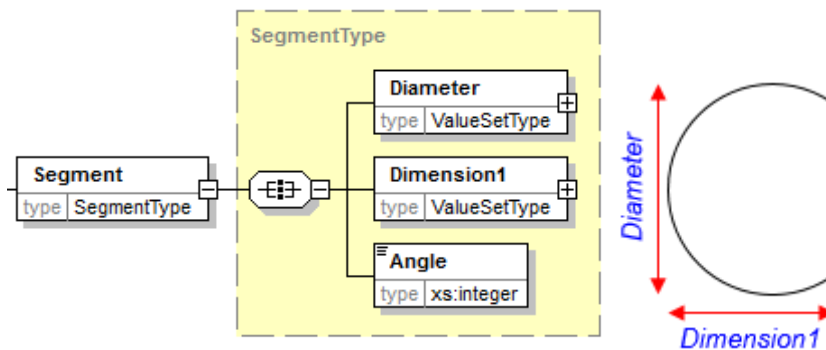 SegmentType
Diameter
type ValueSetType
Segment
type SegmentType
Dimension1
type ValueSetType
Angle
type xs:integer
Diameter
Dimension1